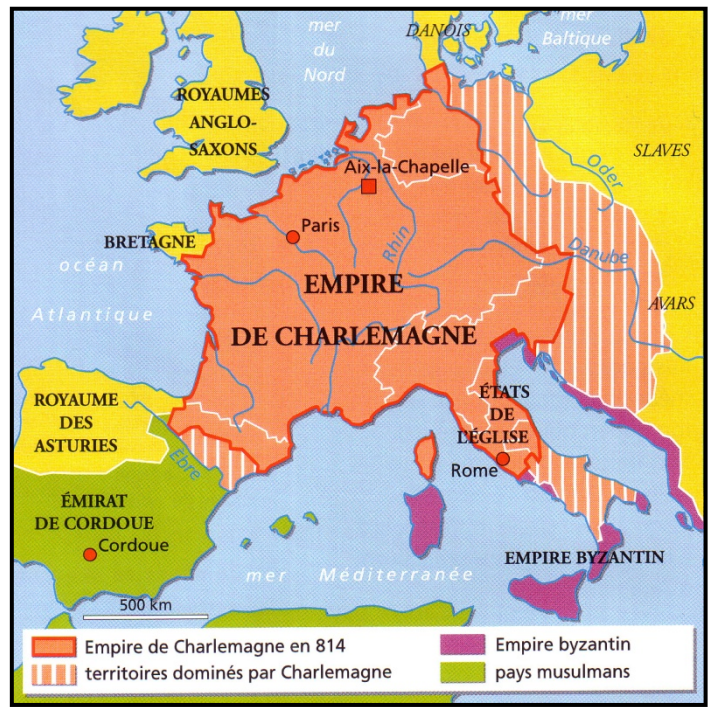 mer
du
Nord
DANOIS
mer
Baltique
ROYAUMES
ANGLO-
SAXONS
SLAVES
Oder
Aix-la-Chapelle
Paris
Rhin
BRETAGNE
Danube
océan
Atlantique
EMPIRE
DE CHARLEMAGNE
AVARS
ROYAUME
DES
ASTURIES
ÉTATS
DE
L'ÉGLISE
Èbre
Rome
ÉMIRAT
DE CORDOUE
Cordoue
EMPIRE BYZANTIN
mer Méditerranée
500 km
Empire de Charlemagne en 814
territoires dominés par Charlemagne
Empire byzantin
pays musulmans